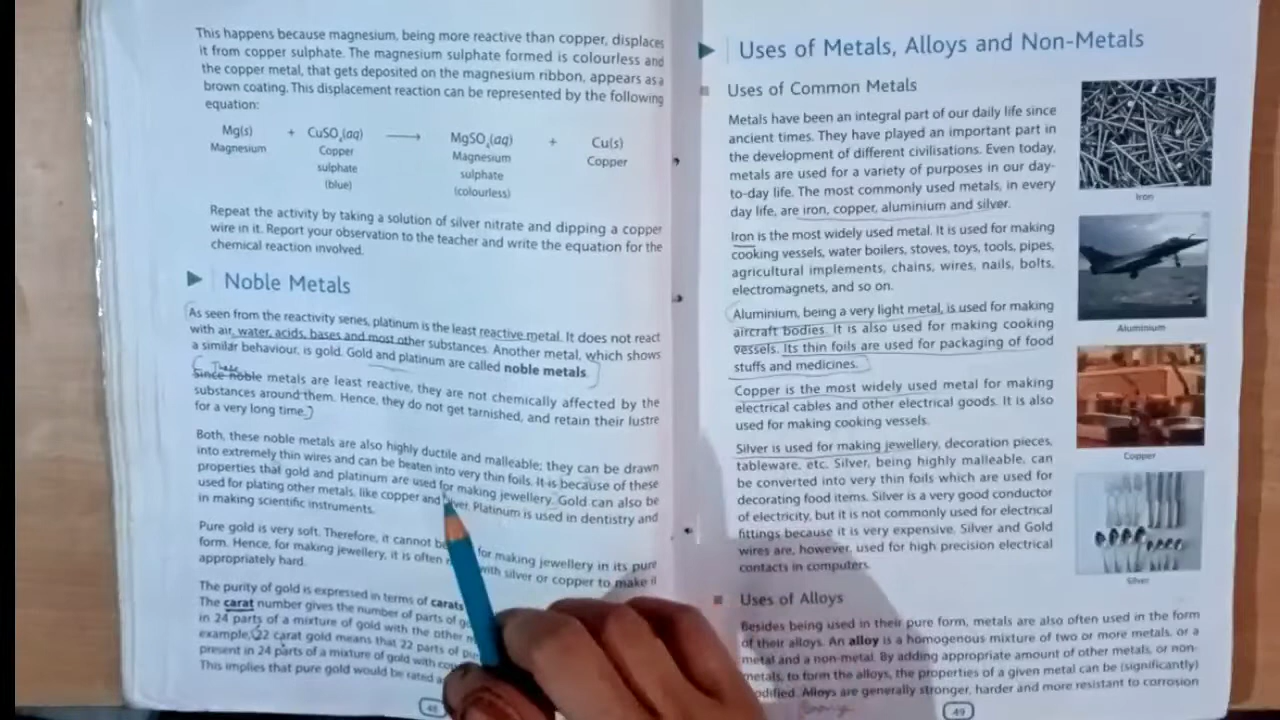 This happens because magnesium, being more reactive than copper, displaces
it from copper sulphate. The magnesium sulphate formed is colourless and
the copper metal, that gets deposited on the magnesium ribbon, appears as a
brown coating. This displacement reaction can be represented by the following
equation:
Mg(s) + CuSO4(aq) ⟶ MgSO4(aq) + Cu(s)
Magnesium Copper Magnesium Copper
sulphate sulphate
(blue) (colourless)
Repeat the activity by taking a solution of silver nitrate and dipping a copper
wire in it. Report your observation to the teacher and write the equation for the
chemical reaction involved.
Noble Metals
As seen from the reactivity series, platinum is the least reactive metal. It does not react
with air, water, acids, bases and most other substances. Another metal, which shows
a similar behaviour, is gold. Gold and platinum are called noble metals.
These
Since noble metals are least reactive, they are not chemically affected by the
substances around them. Hence, they do not get tarnished, and retain their lustre
for a very long time.
Both, these noble metals are also highly ductile and malleable; they can be drawn
into extremely thin wires and can be beaten into very thin foils. It is because of these
properties that gold and platinum are used for making jewellery. Gold can also be
used for plating other metals, like copper and silver. Platinum is used in dentistry and
in making scientific instruments.
Pure gold is very soft. Therefore, it cannot be for making jewellery in its pure
form. Hence, for making jewellery, it is often with silver or copper to make it
appropriately hard.
The purity of gold is expressed in terms of carats
The carat number gives the number of parts of
in 24 parts of a mixture of gold with the other
example, 22 carat gold means that 22 parts of
present in 24 parts of a mixture of gold with
This implies that pure gold would be rated
48
Uses of Metals, Alloys and Non-Metals
Uses of Common Metals
Metals have been an integral part of our daily life since
ancient times. They have played an important part in
the development of different civilisations. Even today,
metals are used for a variety of purposes in our day-
to-day life. The most commonly used metals, in every
day life, are iron, copper, aluminium and silver.
Iron is the most widely used metal. It is used for making
cooking vessels, water boilers, stoves, toys, tools, pipes,
agricultural implements, chains, wires, nails, bolts,
electromagnets, and so on.
Aluminium, being a very light metal, is used for making
aircraft bodies. It is also used for making cooking
vessels. Its thin foils are used for packaging of food
stuffs and medicines.
Copper is the most widely used metal for making
electrical cables and other electrical goods. It is also
used for making cooking vessels.
Silver is used for making jewellery, decoration pieces,
tableware, etc. Silver, being highly malleable, can
be converted into very thin foils which are used for
decorating food items. Silver is a very good conductor
of electricity, but it is not commonly used for electrical
fittings because it is very expensive. Silver and Gold
wires are, however, used for high precision electrical
contacts in computers.
Iron
Aluminium
Copper
Silver
Uses of Alloys
Besides being used in their pure form, metals are also often used in the form
of their alloys. An alloy is a homogenous mixture of two or more metals, or a
metal and a non-metal. By adding appropriate amount of other metals, or non-
metals, to form the alloys, the properties of a given metal can be (significantly)
modified. Alloys are generally stronger, harder and more resistant to corrosion
49